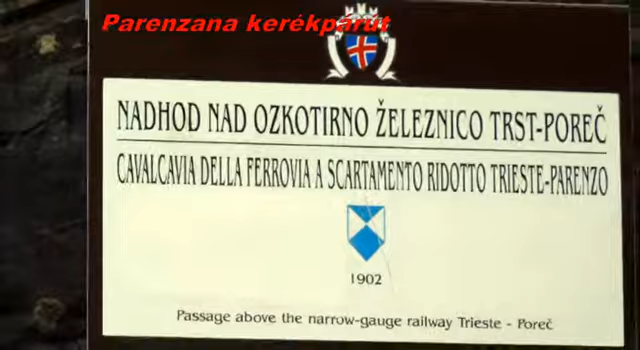 Parenzana kerékpárút
NADHOD NAD OZKOTIRNO ŽELEZNICO TRST-POREČ
CAVALCAVIA DELLA FERROVIA A SCARTAMENTO RIDOTTO TRIESTE-PARENZO
1902
Passage above the narrow-gauge railway Trieste - Poreč